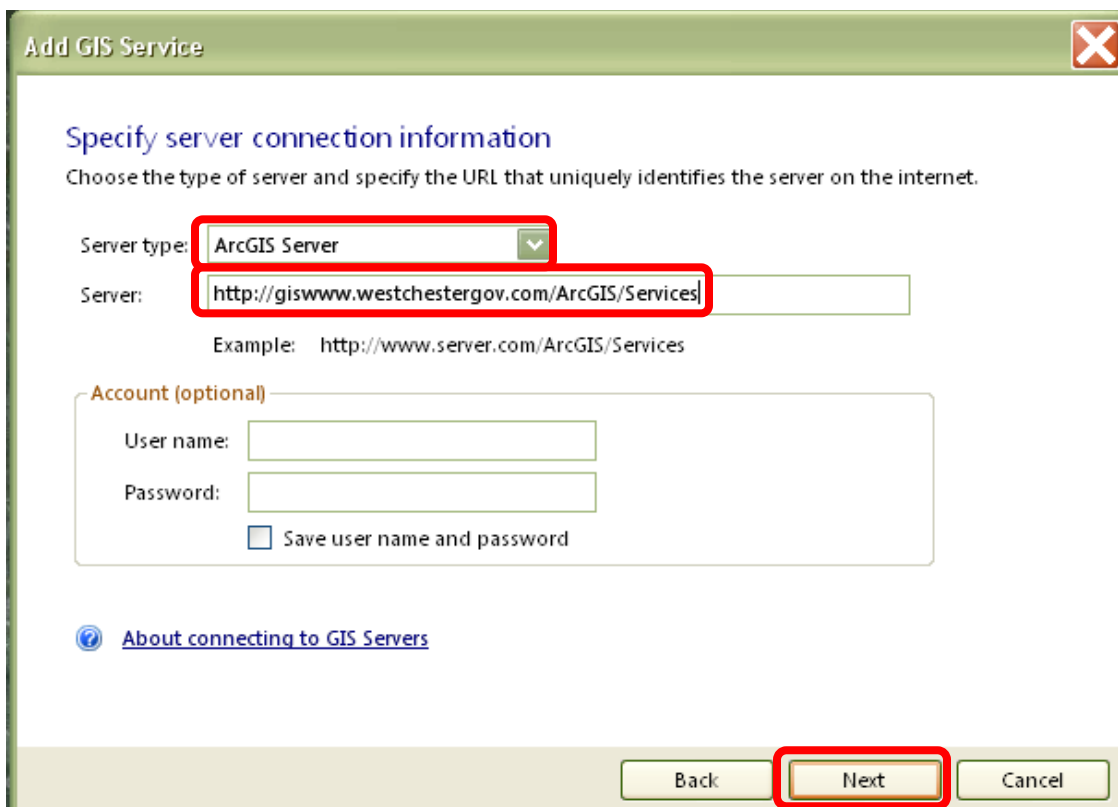 Add GIS Service
Specify server connection information
Choose the type of server and specify the URL that uniquely identifies the server on the internet.
Server type: ArcGIS Server
Server: http://giswww.westchestergov.com/ArcGIS/Services
Example: http://www.server.com/ArcGIS/Services
Account (optional)
User name:
Password:
Save user name and password
About connecting to GIS Servers
Back Next Cancel